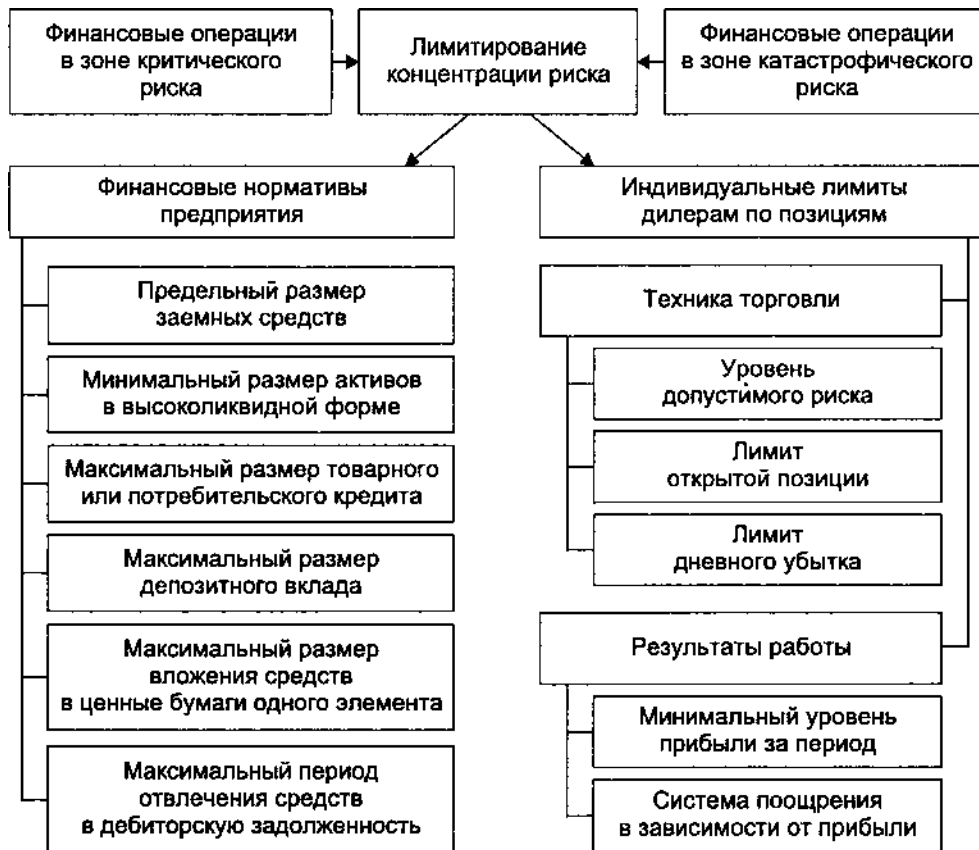 Финансовые операции
в зоне критического
риска
Лимитирование
концентрации риска
Финансовые операции
в зоне катастрофического
риска
Финансовые нормативы
предприятия
Предельный размер
заемных средств
Минимальный размер активов
в высоколиквидной форме
Максимальный размер товарного
или потребительского кредита
Максимальный размер
депозитного вклада
Максимальный размер
вложения средств
в ценные бумаги одного элемента
Максимальный период
отвлечения средств
в дебиторскую задолженность
Индивидуальные лимиты
дилерам по позициям
Техника торговли
Уровень
допустимого риска
Лимит
открытой позиции
Лимит
дневного убытка
Результаты работы
Минимальный уровень
прибыли за период
Система поощрения
в зависимости от прибыли